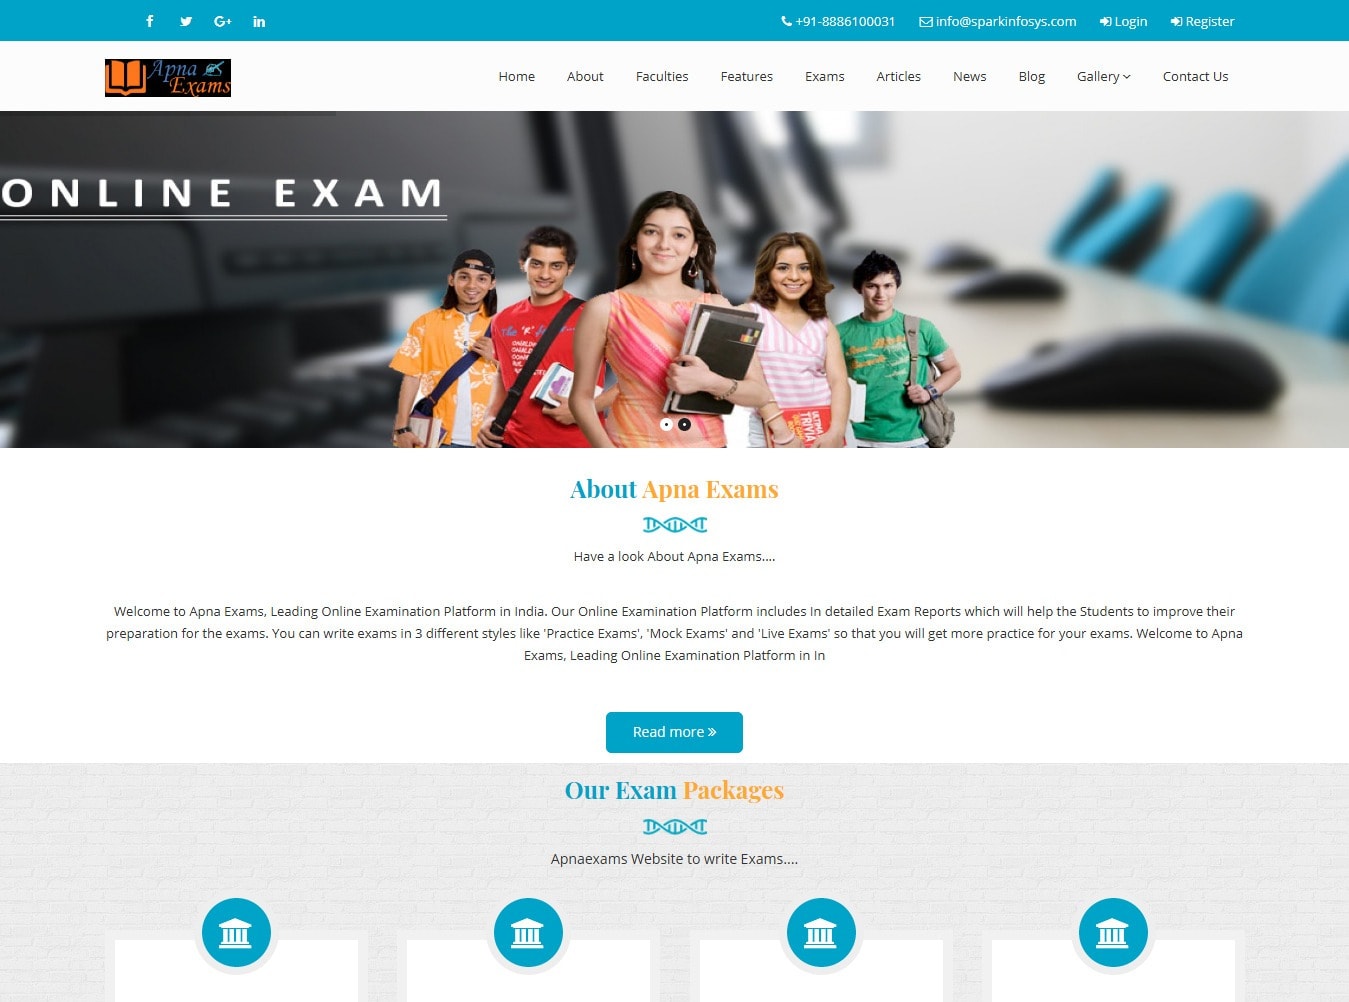 +91-8886100031 info@sparkinfosys.com Login Register
Apna
Exams
Home About Faculties Features Exams Articles News Blog Gallery Contact Us
ONLINE EXAM
About Apna Exams
Have a look About Apna Exams....
Welcome to Apna Exams, Leading Online Examination Platform in India. Our Online Examination Platform includes In detailed Exam Reports which will help the Students to improve their
preparation for the exams. You can write exams in 3 different styles like 'Practice Exams', 'Mock Exams' and 'Live Exams' so that you will get more practice for your exams. Welcome to Apna
Exams, Leading Online Examination Platform in In
Read more »
Our Exam Packages
Apnaexams Website to write Exams....